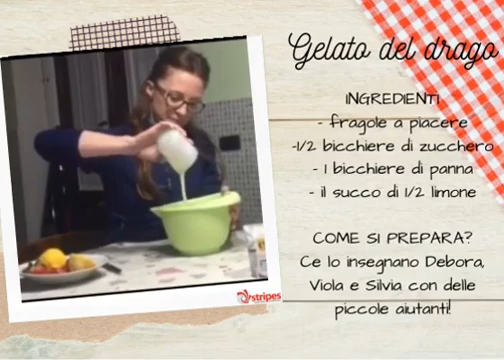 Gelato del drago
INGREDIENTI
- fragole a piacere
-1/2 bicchiere di zucchero
- 1 bicchiere di panna
- il succo di 1/2 limone
COME SI PREPARA?
Ce lo insegnano Debora,
Viola e Silvia con delle
piccole aiutanti!
stripes